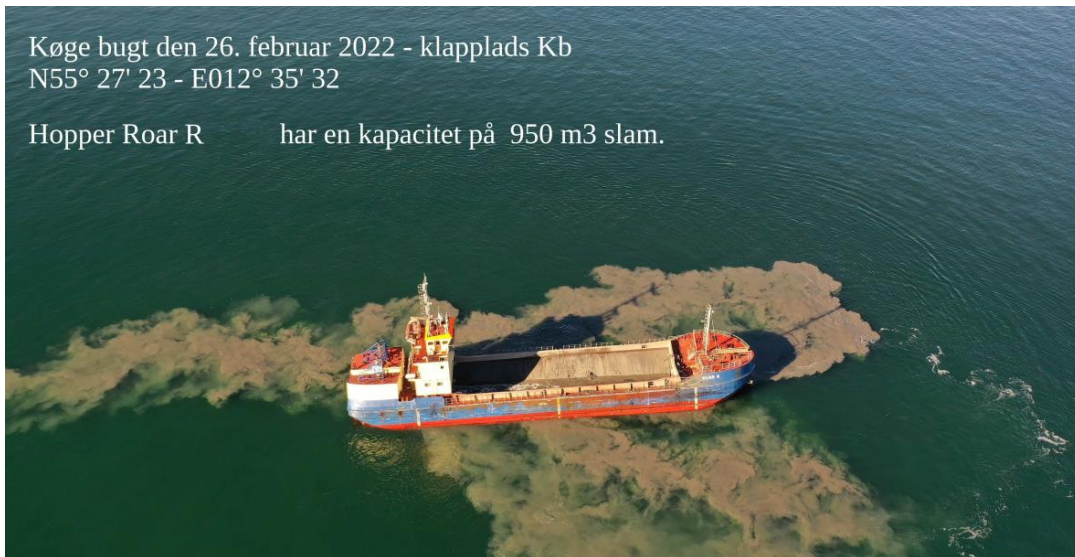 Køge bugt den 26. februar 2022 - klapplads Kb
N55° 27' 23 - E012° 35' 32
Hopper Roar R har en kapacitet på 950 m3 slam.